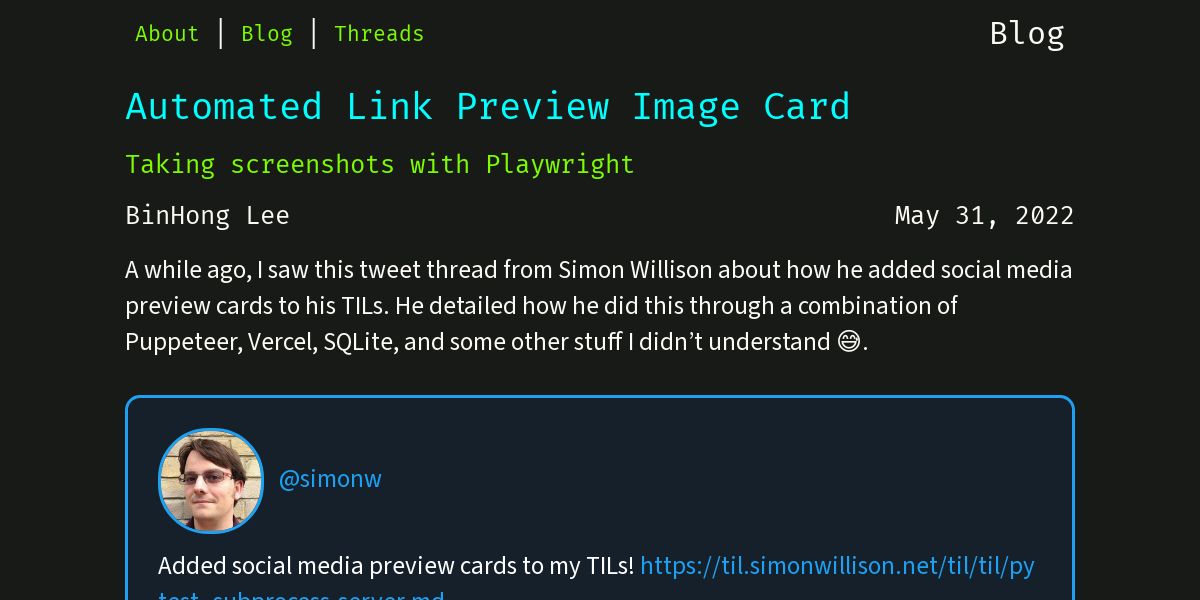 About | Blog | Threads Blog
Automated Link Preview Image Card
Taking screenshots with Playwright
BinHong Lee May 31, 2022
A while ago, I saw this tweet thread from Simon Willison about how he added social media
preview cards to his TILs. He detailed how he did this through a combination of
Puppeteer, Vercel, SQLite, and some other stuff I didn’t understand 😅.
@simonw
Added social media preview cards to my TILs! https://til.simonwillison.net/til/til/py
test_subprocess-server.md